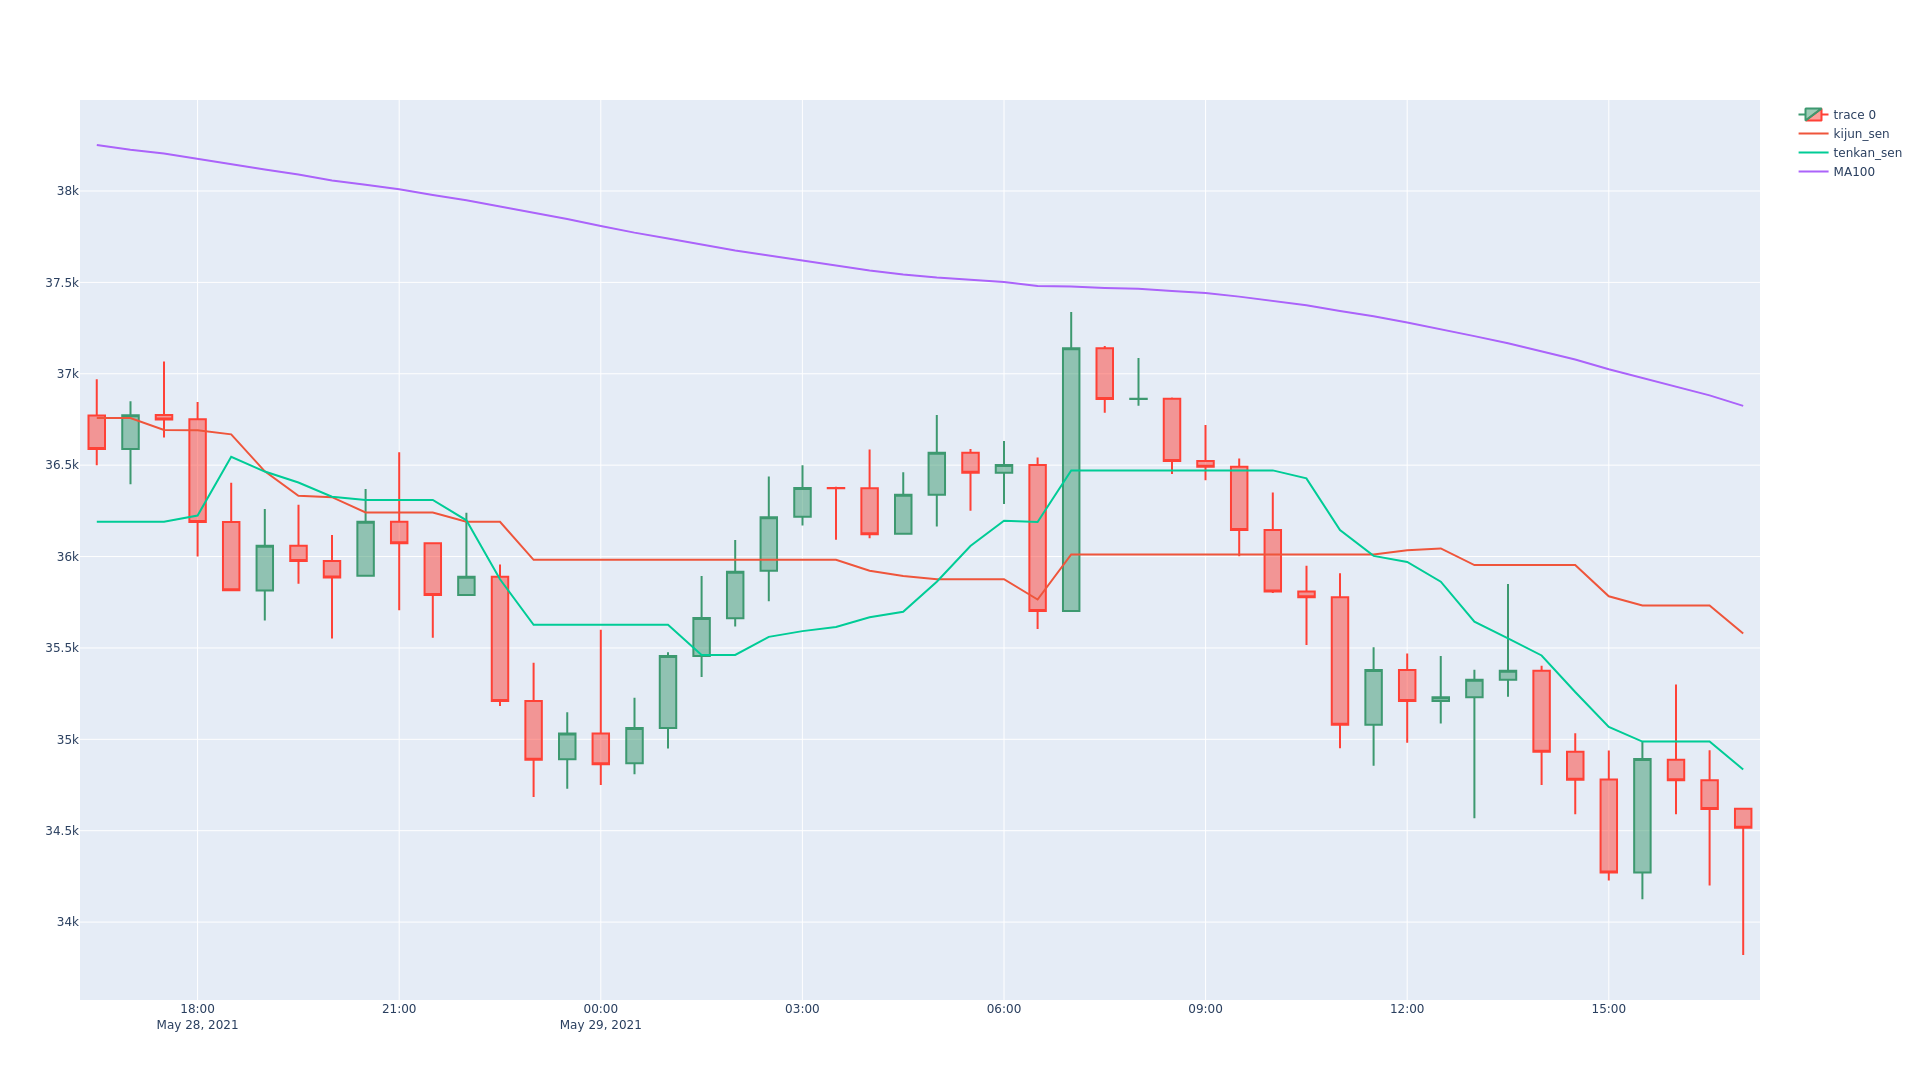 trace 0
kijun_sen
tenkan_sen
MA100
38k
37.5k
37k
36.5k
36k
35.5k
35k
34.5k
34k
18:00 21:00 00:00 03:00 06:00 09:00 12:00 15:00
May 28, 2021 May 29, 2021